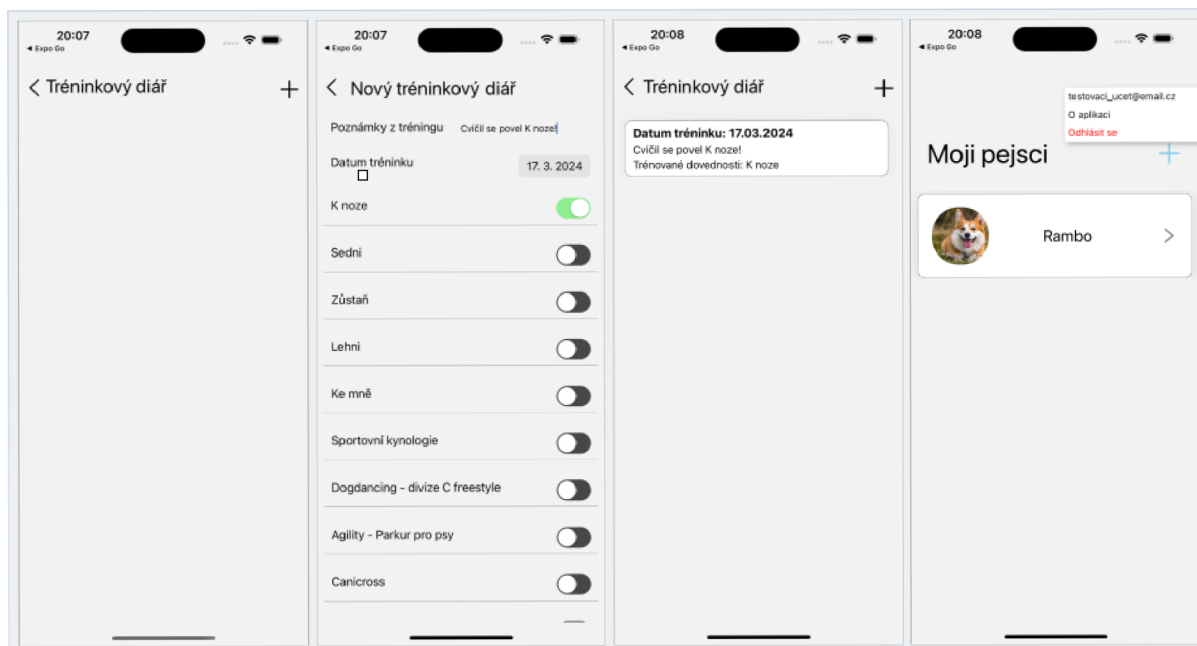 20:07
◀ Expo Go
Tréninkový diář
20:07
◀ Expo Go
Nový tréninkový diář
Poznámky z tréningu Cvičil se povel K noze!
Datum tréninku 17. 3. 2024
K noze
Sedni
Zůstaň
Lehni
Ke mně
Sportovní kynologie
Dogdancing - divize C freestyle
Agility - Parkur pro psy
Canicross
20:08
◀ Expo Go
Tréninkový diář
Datum tréninku: 17.03.2024
Cvičil se povel K noze!
Trénované dovednosti: K noze
20:08
◀ Expo Go
testovaci_ucet@email.cz
O aplikaci
Odhlásit se
Moji pejsci
Rambo